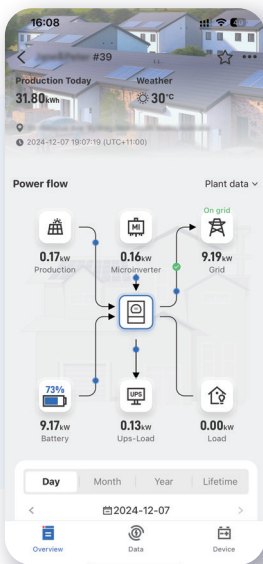 16:08
#39
Production Today
Weather
31.80kWh
30°C
2024-12-07 19:07:19 (UTC+11:00)
Power flow
Plant data
On grid
MI
0.17kW
0.16kW
9.19kW
Production
Microinverter
Grid
73%
UPS
9.17kW
0.13kW
0.00kW
Battery
Ups-Load
Load
Day
Month
Year
Lifetime
2024-12-07
Overview
Data
Device